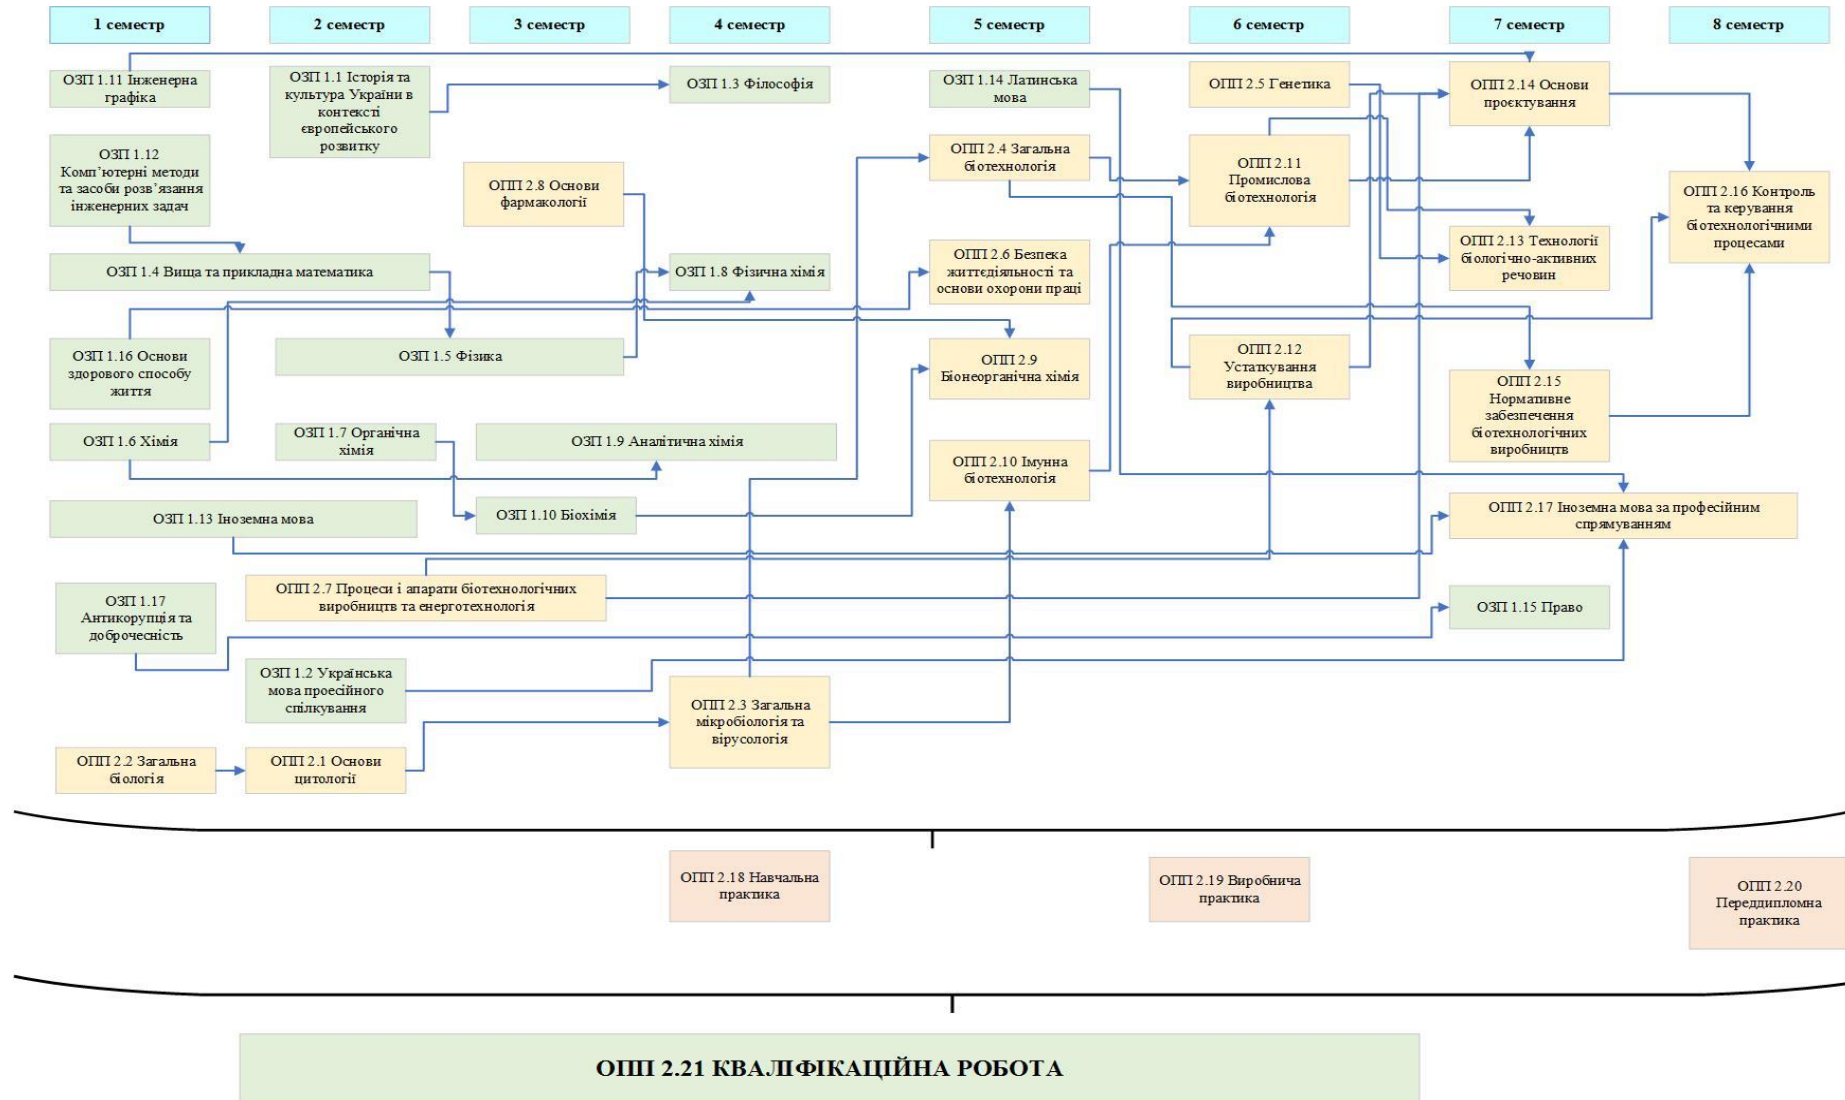 1 семестр
2 семестр
3 семестр
4 семестр
5 семестр
6 семестр
7 семестр
8 семестр
ОЗП 1.11 Інженерна
графіка
ОЗП 1.1 Історія та
культура України в
контексті
європейського
розвитку
ОЗП 1.3 Філософія
ОЗП 1.14 Латинська
мова
ОПП 2.5 Генетика
ОПП 2.14 Основи
проєктування
ОЗП 1.12
Комп’ютерні методи
та засоби розв’язання
інженерних задач
ОПП 2.8 Основи
фармакології
ОПП 2.4 Загальна
біотехнологія
ОПП 2.11
Промислова
біотехнологія
ОПП 2.16 Контроль
та керування
біотехнологічними
процесами
ОЗП 1.4 Вища та прикладна математика
ОЗП 1.8 Фізична хімія
ОПП 2.6 Безпека
життєдіяльності та
основи охорони праці
ОПП 2.13 Технології
біологічно-активних
речовин
ОЗП 1.16 Основи
здорового способу
життя
ОЗП 1.5 Фізика
ОПП 2.9
Біонеорганічна хімія
ОПП 2.12
Устаткування
виробництва
ОПП 2.15
Нормативне
забезпечення
біотехнологічних
виробництв
ОЗП 1.6 Хімія
ОЗП 1.7 Органічна
хімія
ОЗП 1.9 Аналітична хімія
ОПП 2.10 Імунна
біотехнологія
ОЗП 1.13 Іноземна мова
ОЗП 1.10 Біохімія
ОПП 2.17 Іноземна мова за професійним
спрямуванням
ОЗП 1.17
Антикорупція та
доброчесність
ОПП 2.7 Процеси і апарати біотехнологічних
виробництв та енерготехнологія
ОЗП 1.15 Право
ОЗП 1.2 Українська
мова проесійного
спілкування
ОПП 2.3 Загальна
мікробіологія та
вірусологія
ОПП 2.2 Загальна
біологія
ОПП 2.1 Основи
цитології
ОПП 2.18 Навчальна
практика
ОПП 2.19 Виробнича
практика
ОПП 2.20
Переддипломна
практика
ОПП 2.21 КВАЛІФІКАЦІЙНА РОБОТА